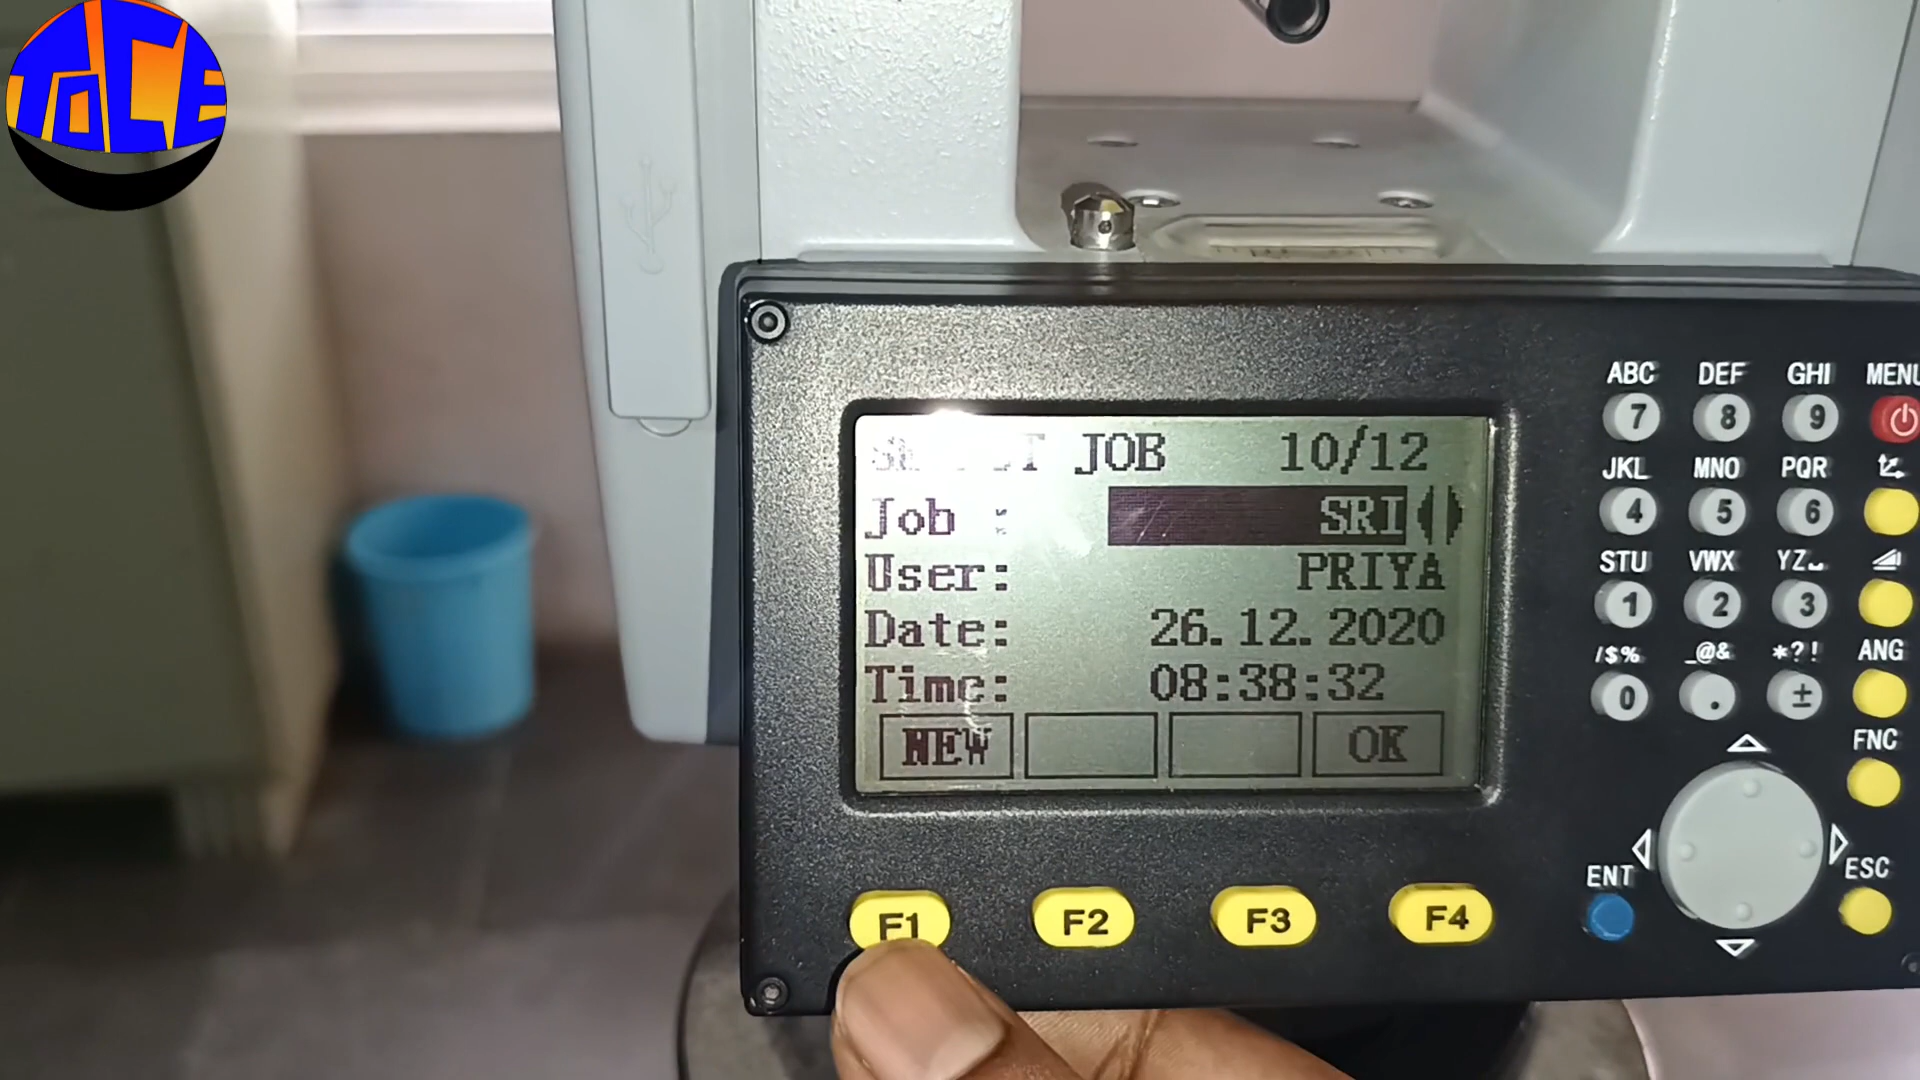 TDCE
SELECT JOB 10/12
Job : SRI
User: PRIYA
Date: 26.12.2020
Time: 08:38:32
NEW OK
F1 F2 F3 F4
ABC DEF GHI MENU
7 8 9
JKL MNO PQR
4 5 6
STU VWX YZ
1 2 3
/$% _@& *?! ANG
0 . ±
FNC
ENT ESC